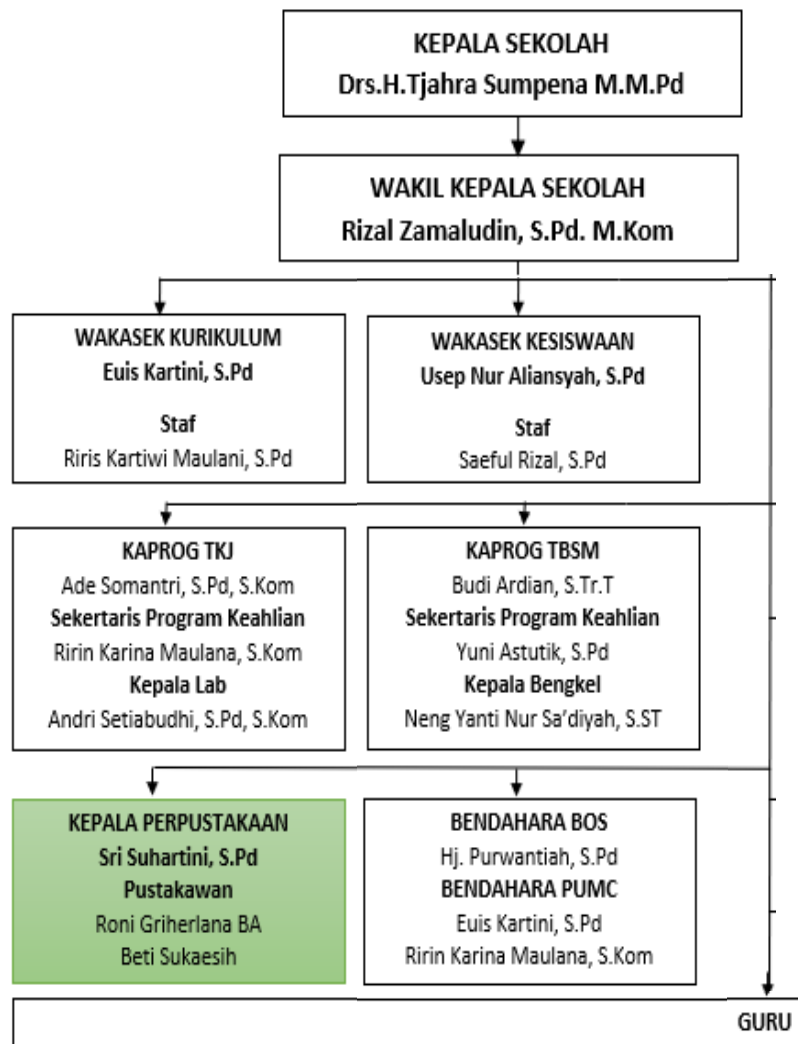 KEPALA SEKOLAH
Drs.H.Tjahra Sumpena M.M.Pd
WAKIL KEPALA SEKOLAH
Rizal Zamaludin, S.Pd. M.Kom
WAKASEK KURIKULUM
Euis Kartini, S.Pd
Staf
Riris Kartiwi Maulani, S.Pd
WAKASEK KESISWAAN
Usep Nur Aliansyah, S.Pd
Staf
Saeful Rizal, S.Pd
KAPROG TKJ
Ade Somantri, S.Pd, S.Kom
Sekertaris Program Keahlian
Ririn Karina Maulana, S.Kom
Kepala Lab
Andri Setiabudhi, S.Pd, S.Kom
KAPROG TBSM
Budi Ardian, S.Tr.T
Sekertaris Program Keahlian
Yuni Astutik, S.Pd
Kepala Bengkel
Neng Yanti Nur Sa’diyah, S.ST
KEPALA PERPUSTAKAAN
Sri Suhartini, S.Pd
Pustakawan
Roni Griherlana BA
Beti Sukaesih
BENDAHARA BOS
Hj. Purwantiah, S.Pd
BENDAHARA PUMC
Euis Kartini, S.Pd
Ririn Karina Maulana, S.Kom
GURU